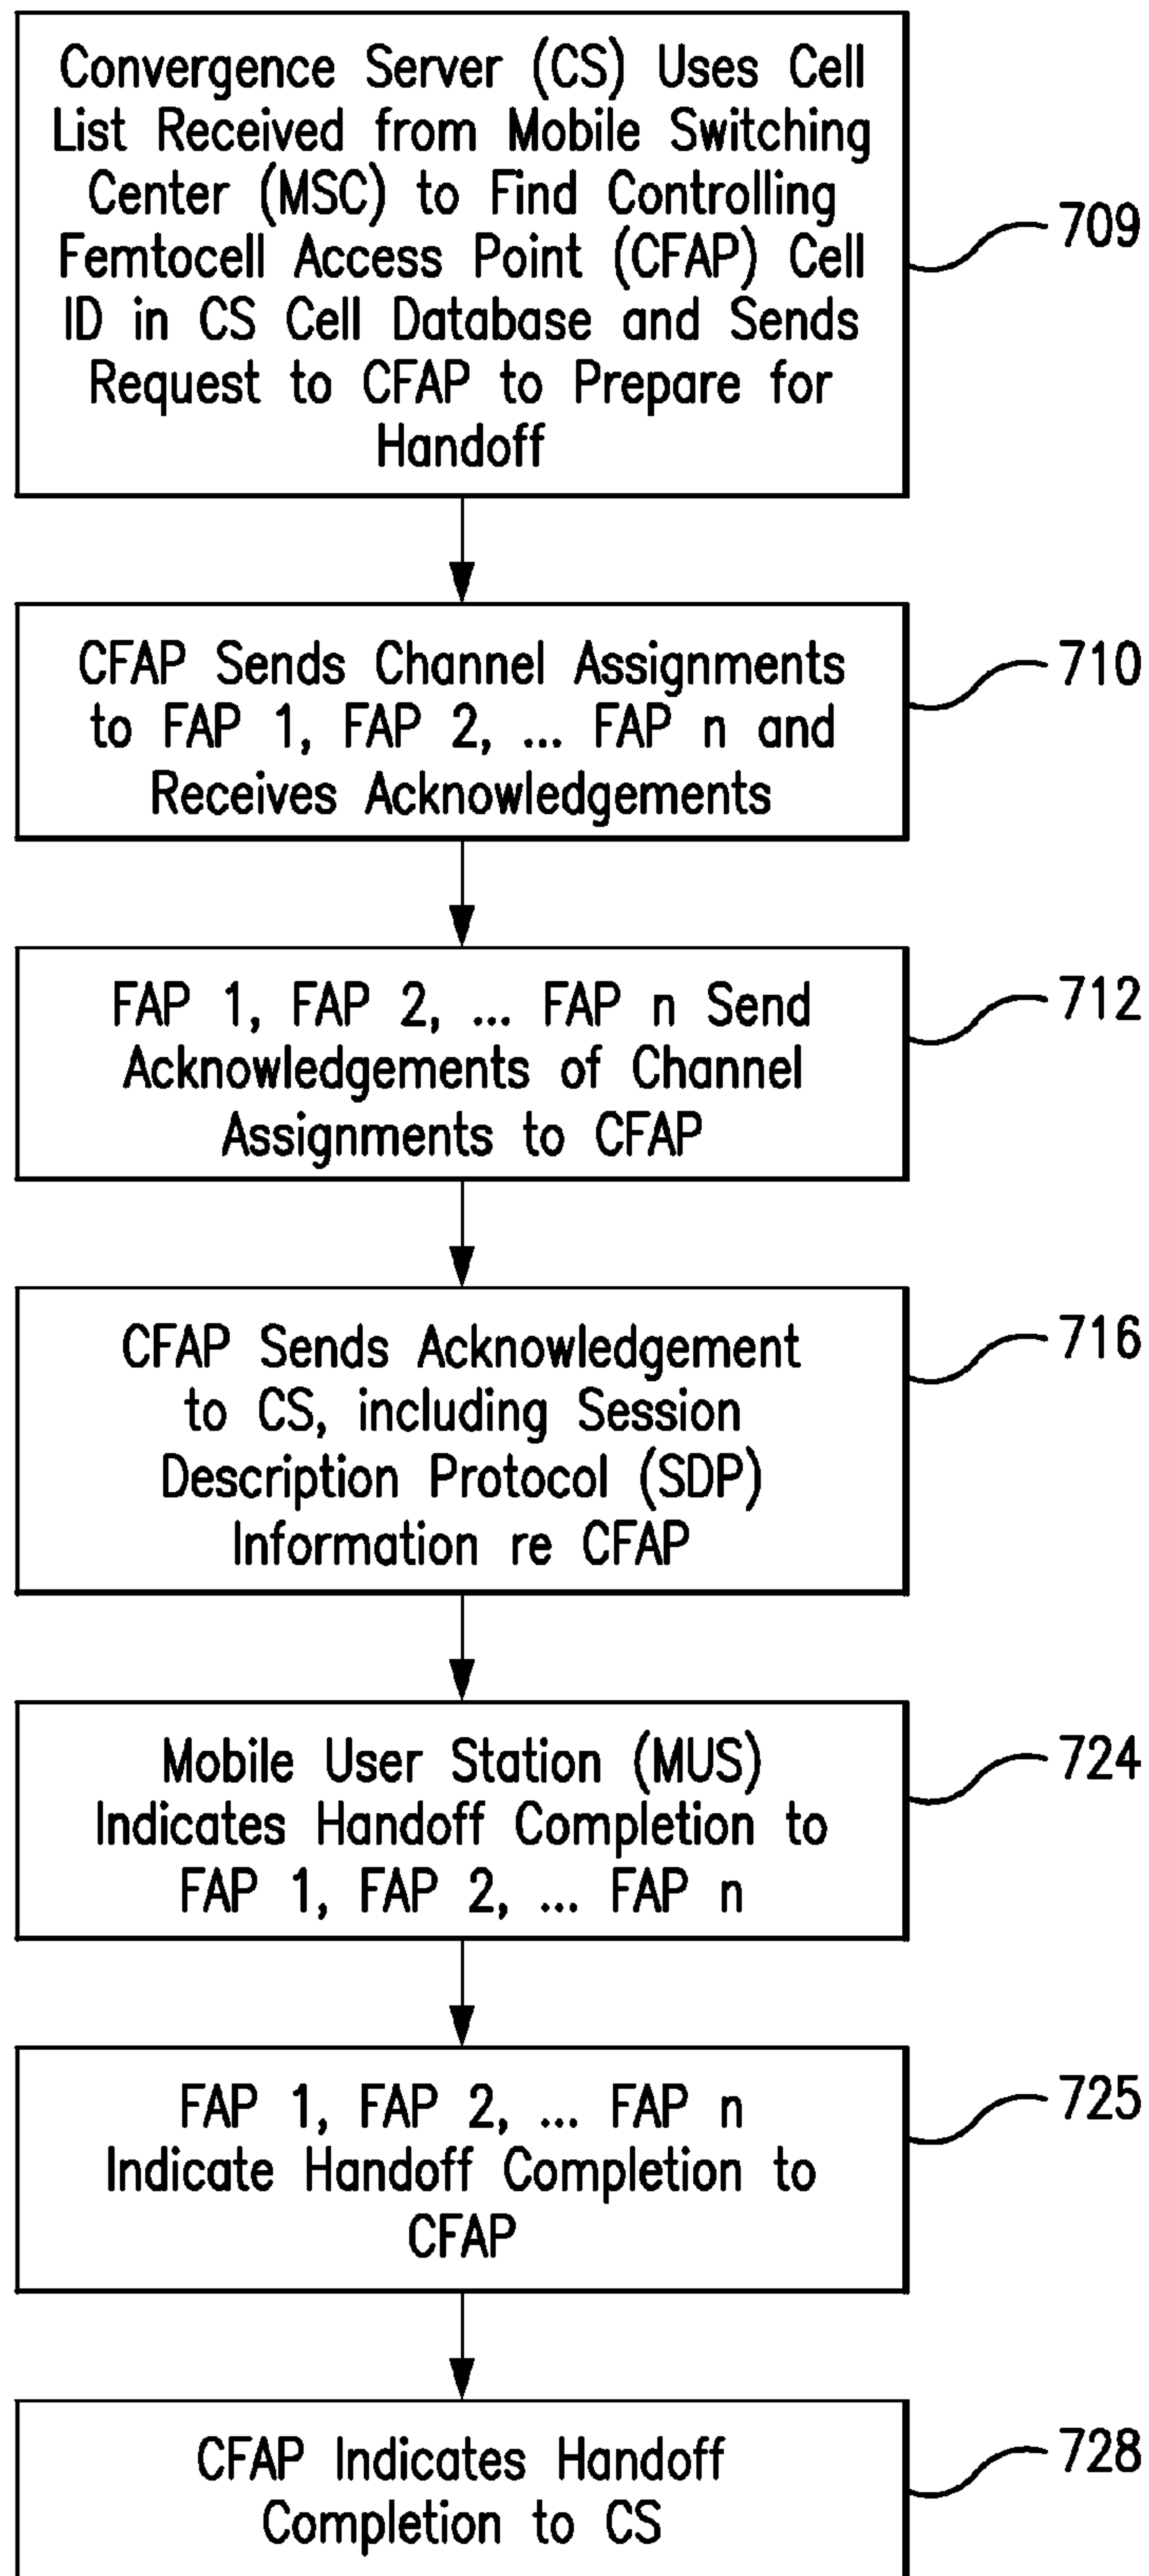 Convergence Server (CS) Uses Cell
List Received from Mobile Switching
Center (MSC) to Find Controlling
Femtocell Access Point (CFAP) Cell
ID in CS Cell Database and Sends
Request to CFAP to Prepare for
Handoff
709
CFAP Sends Channel Assignments
to FAP 1, FAP 2, ... FAP n and
Receives Acknowledgements
710
FAP 1, FAP 2, ... FAP n Send
Acknowledgements of Channel
Assignments to CFAP
712
CFAP Sends Acknowledgement
to CS, including Session
Description Protocol (SDP)
Information re CFAP
716
Mobile User Station (MUS)
Indicates Handoff Completion to
FAP 1, FAP 2, ... FAP n
724
FAP 1, FAP 2, ... FAP n
Indicate Handoff Completion to
CFAP
725
CFAP Indicates Handoff
Completion to CS
728